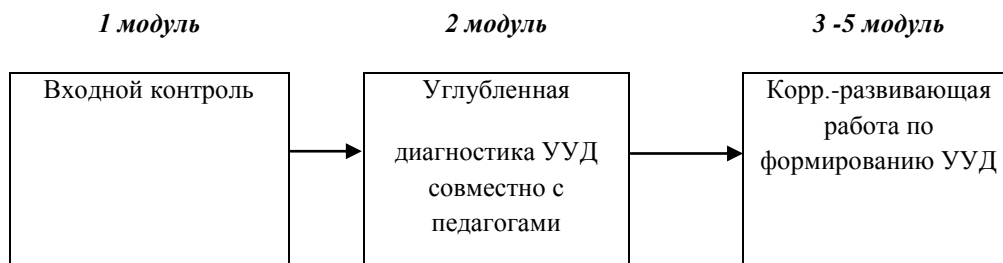 1 модуль
2 модуль
3 -5 модуль
Входной контроль
Углубленная
диагностика УУД
совместно с
педагогами
Корр.-развивающая
работа по
формированию УУД